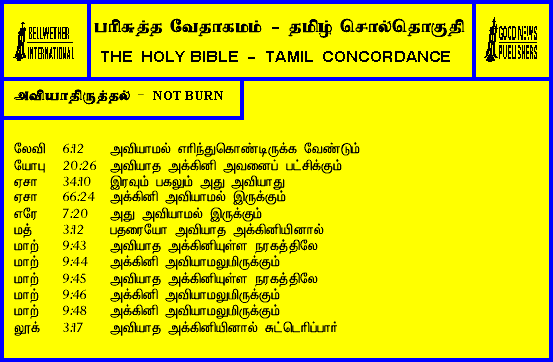 BELLWETHER
INTERNATIONAL
பரிசுத்த வேதாகமம் - தமிழ் சொல்தொகுதி
THE HOLY BIBLE - TAMIL CONCORDANCE
GOOD NEWS
PUBLISHERS
அவியாதிருத்தல் - NOT BURN
லேவி 6:12 அவியாமல் எரிந்துகொண்டிருக்க வேண்டும்
யோபு 20:26 அவியாத அக்கினி அவனைப் பட்சிக்கும்
ஏசா 34:10 இரவும் பகலும் அது அவியாது
ஏசா 66:24 அக்கினி அவியாமல் இருக்கும்
எரே 7:20 அது அவியாமல் இருக்கும்
மத் 3:12 பதரையோ அவியாத அக்கினியினால்
மாற் 9:43 அவியாத அக்கினியுள்ள நரகத்திலே
மாற் 9:44 அக்கினி அவியாமலுமிருக்கும்
மாற் 9:45 அவியாத அக்கினியுள்ள நரகத்திலே
மாற் 9:46 அக்கினி அவியாமலுமிருக்கும்
மாற் 9:48 அக்கினி அவியாமலுமிருக்கும்
லூக் 3:17 அவியாத அக்கினியினால் சுட்டெரிப்பார்